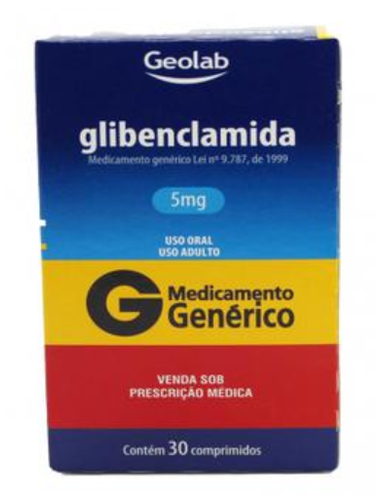 Geolab
glibenclamida
Medicamento genérico Lei nº 9.787, de 1999
5mg
USO ORAL
USO ADULTO
G Medicamento
Genérico
VENDA SOB
PRESCRIÇÃO MÉDICA
Contém 30 comprimidos